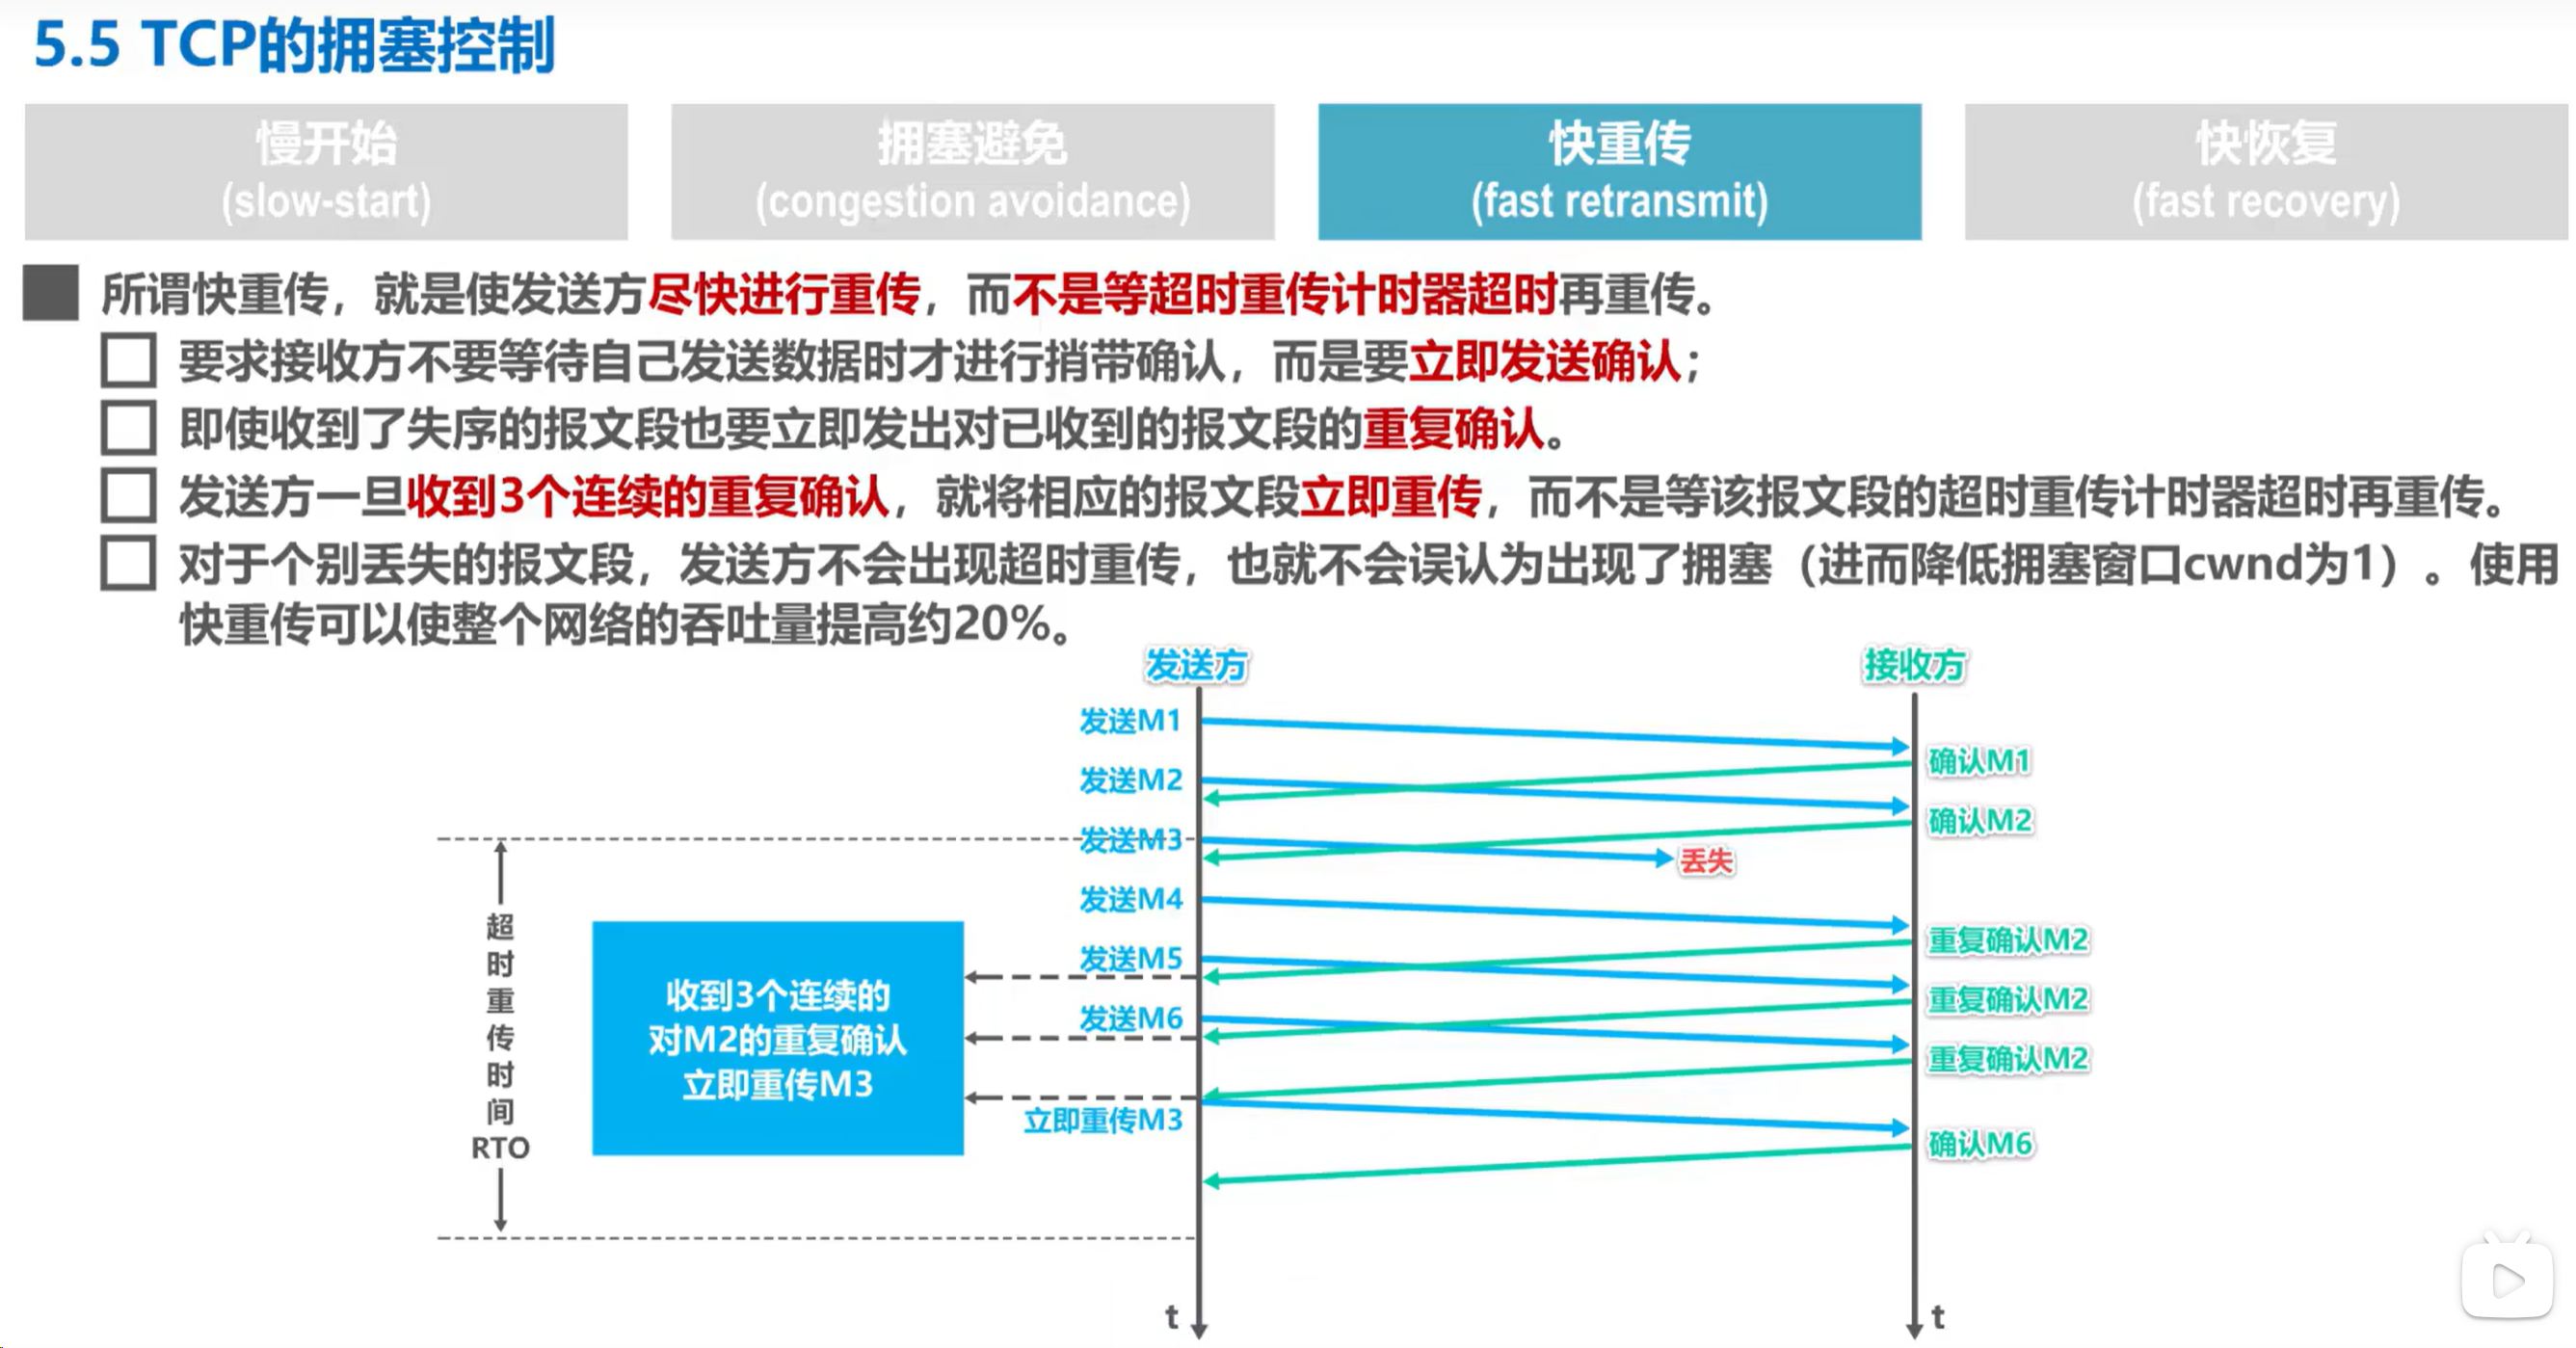 5.5 TCP的拥塞控制
慢开始
(slow-start)
拥塞避免
(congestion avoidance)
快重传
(fast retransmit)
快恢复
(fast recovery)
所谓快重传，就是使发送方尽快进行重传，而不是等超时重传计时器超时再重传。
要求接收方不要等待自己发送数据时才进行捎带确认，而是要立即发送确认；
即使收到了失序的报文段也要立即发出对已收到的报文段的重复确认。
发送方一旦收到3个连续的重复确认，就将相应的报文段立即重传，而不是等该报文段的超时重传计时器超时再重传。
对于个别丢失的报文段，发送方不会出现超时重传，也就不会误认为出现了拥塞（进而降低拥塞窗口cwnd为1）。使用
快重传可以使整个网络的吞吐量提高约20%。
发送方
接收方
发送M1
确认M1
发送M2
确认M2
发送M3
丢失
发送M4
重复确认M2
发送M5
重复确认M2
发送M6
重复确认M2
立即重传M3
确认M6
超时重传时间
RTO
收到3个连续的
对M2的重复确认
立即重传M3
t
t